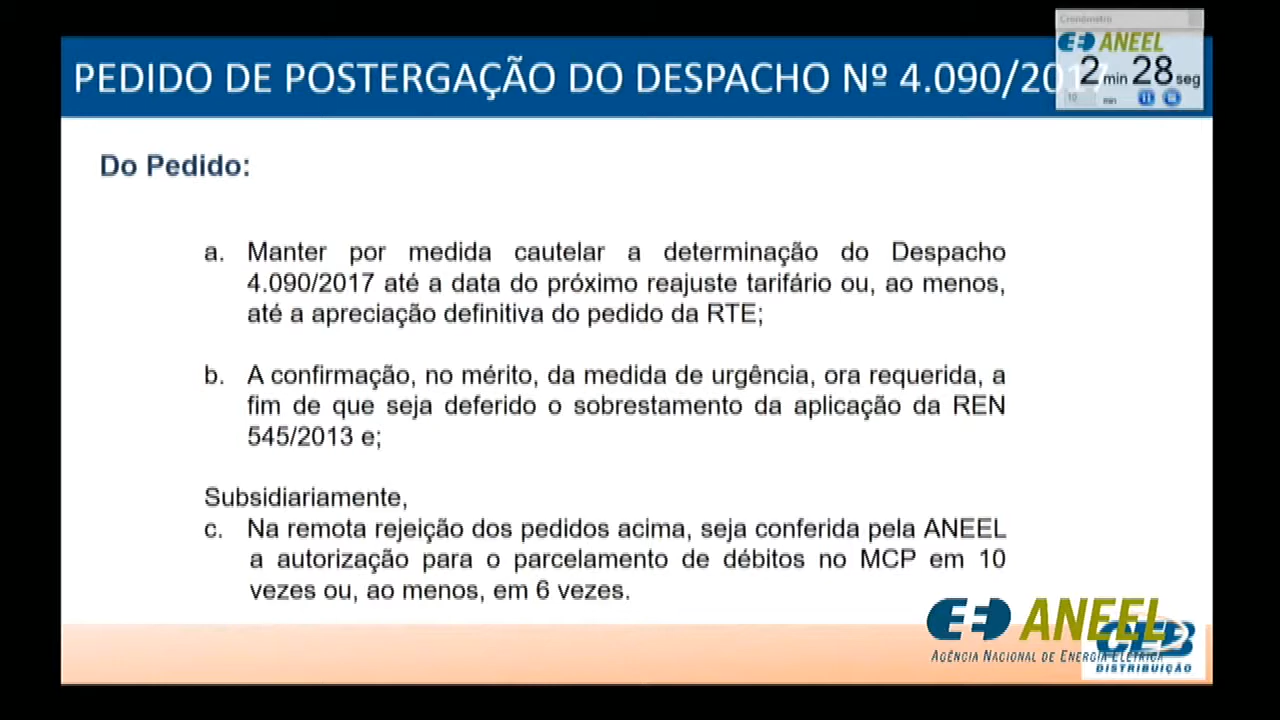 Cronômetro
ANEEL
2 min 28 seg
10 min
PEDIDO DE POSTERGAÇÃO DO DESPACHO Nº 4.090/2017
Do Pedido:
a. Manter por medida cautelar a determinação do Despacho
4.090/2017 até a data do próximo reajuste tarifário ou, ao menos,
até a apreciação definitiva do pedido da RTE;
b. A confirmação, no mérito, da medida de urgência, ora requerida, a
fim de que seja deferido o sobrestamento da aplicação da REN
545/2013 e;
Subsidiariamente,
c. Na remota rejeição dos pedidos acima, seja conferida pela ANEEL
a autorização para o parcelamento de débitos no MCP em 10
vezes ou, ao menos, em 6 vezes.
ANEEL
AGÊNCIA NACIONAL DE ENERGIA ELÉTRICA
CEB
DISTRIBUIÇÃO